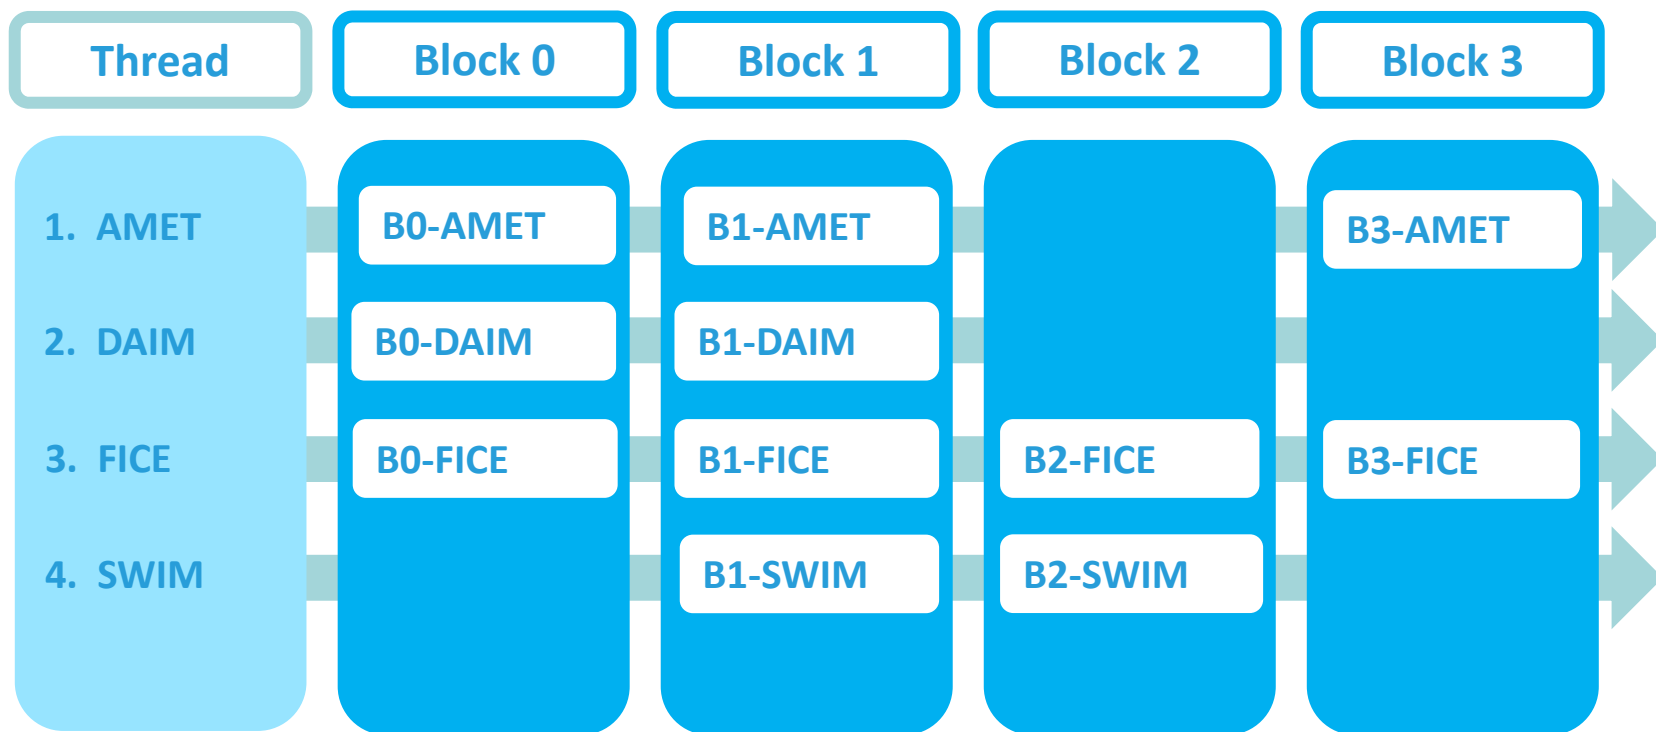 Thread
Block 0
Block 1
Block 2
Block 3
1. AMET
B0-AMET
B1-AMET
B3-AMET
2. DAIM
B0-DAIM
B1-DAIM
3. FICE
B0-FICE
B1-FICE
B2-FICE
B3-FICE
4. SWIM
B1-SWIM
B2-SWIM